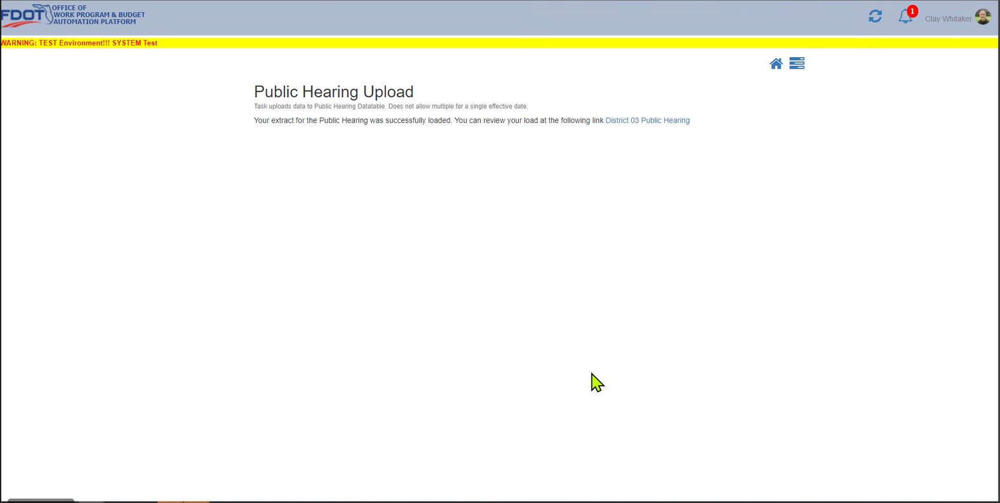 FDOT
OFFICE OF
WORK PROGRAM & BUDGET
AUTOMATION PLATFORM
1
Clay Whitaker
WARNING: TEST Environment!!! SYSTEM Test
Public Hearing Upload
Task uploads data to Public Hearing Datatable. Does not allow multiple for a single effective date.
Your extract for the Public Hearing was successfully loaded. You can review your load at the following link District 03 Public Hearing